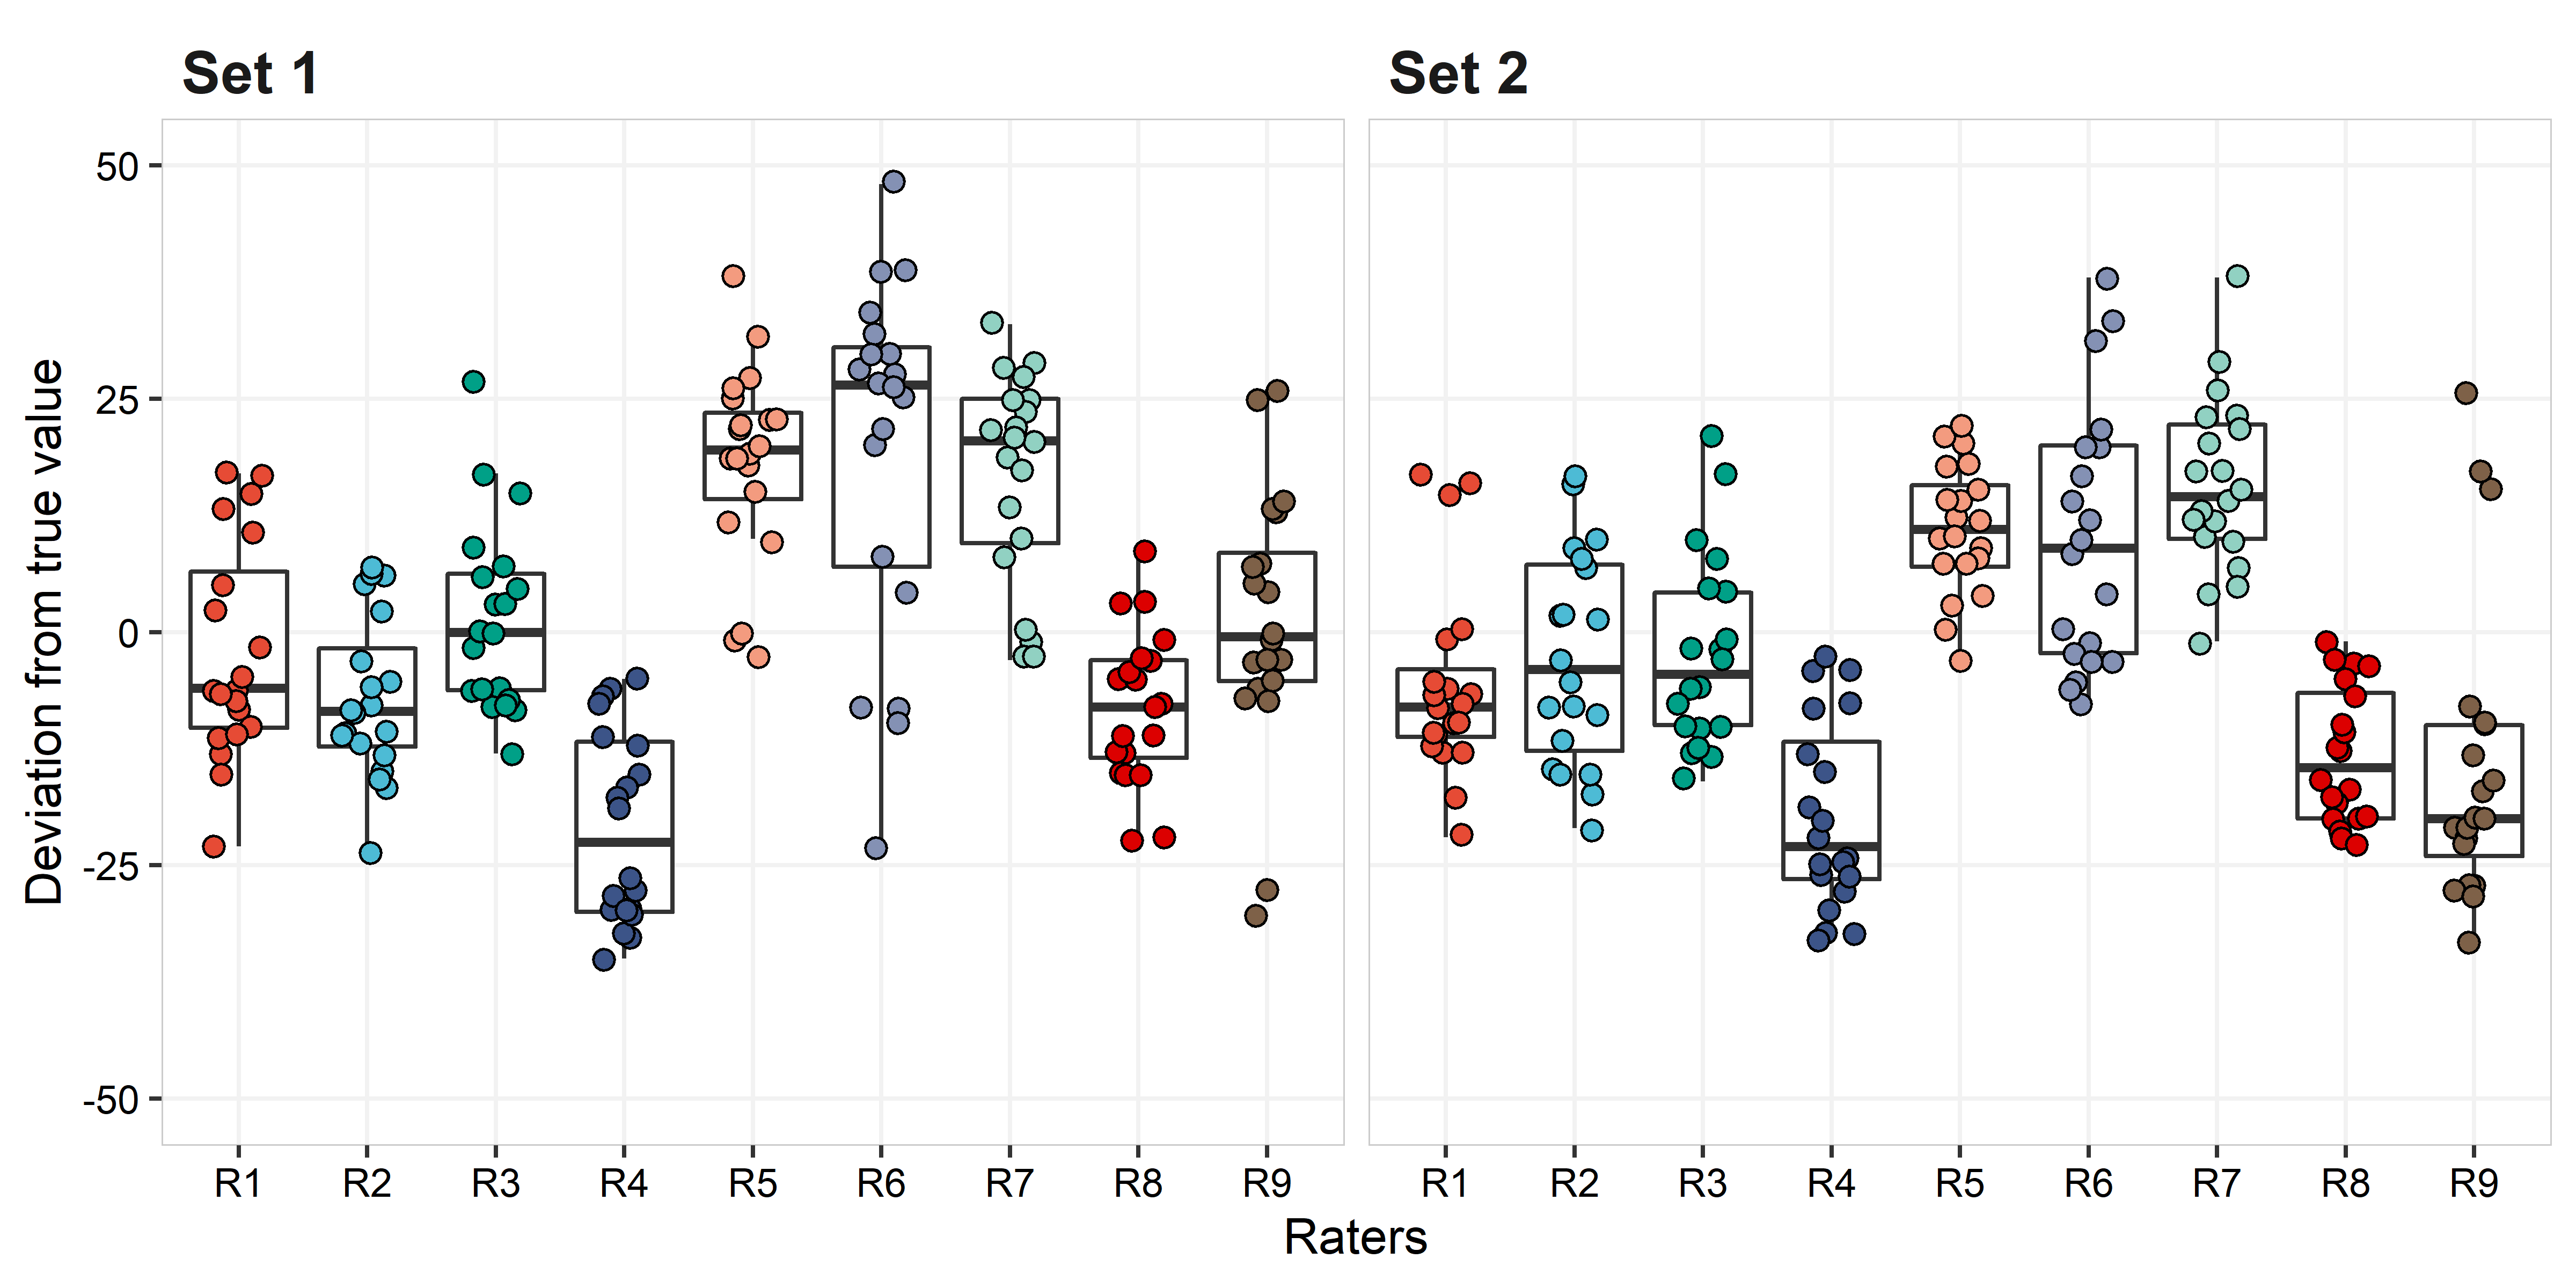 Set 1
Set 2
Deviation from true value
50
25
0
-25
-50
R1 R2 R3 R4 R5 R6 R7 R8 R9
R1 R2 R3 R4 R5 R6 R7 R8 R9
Raters